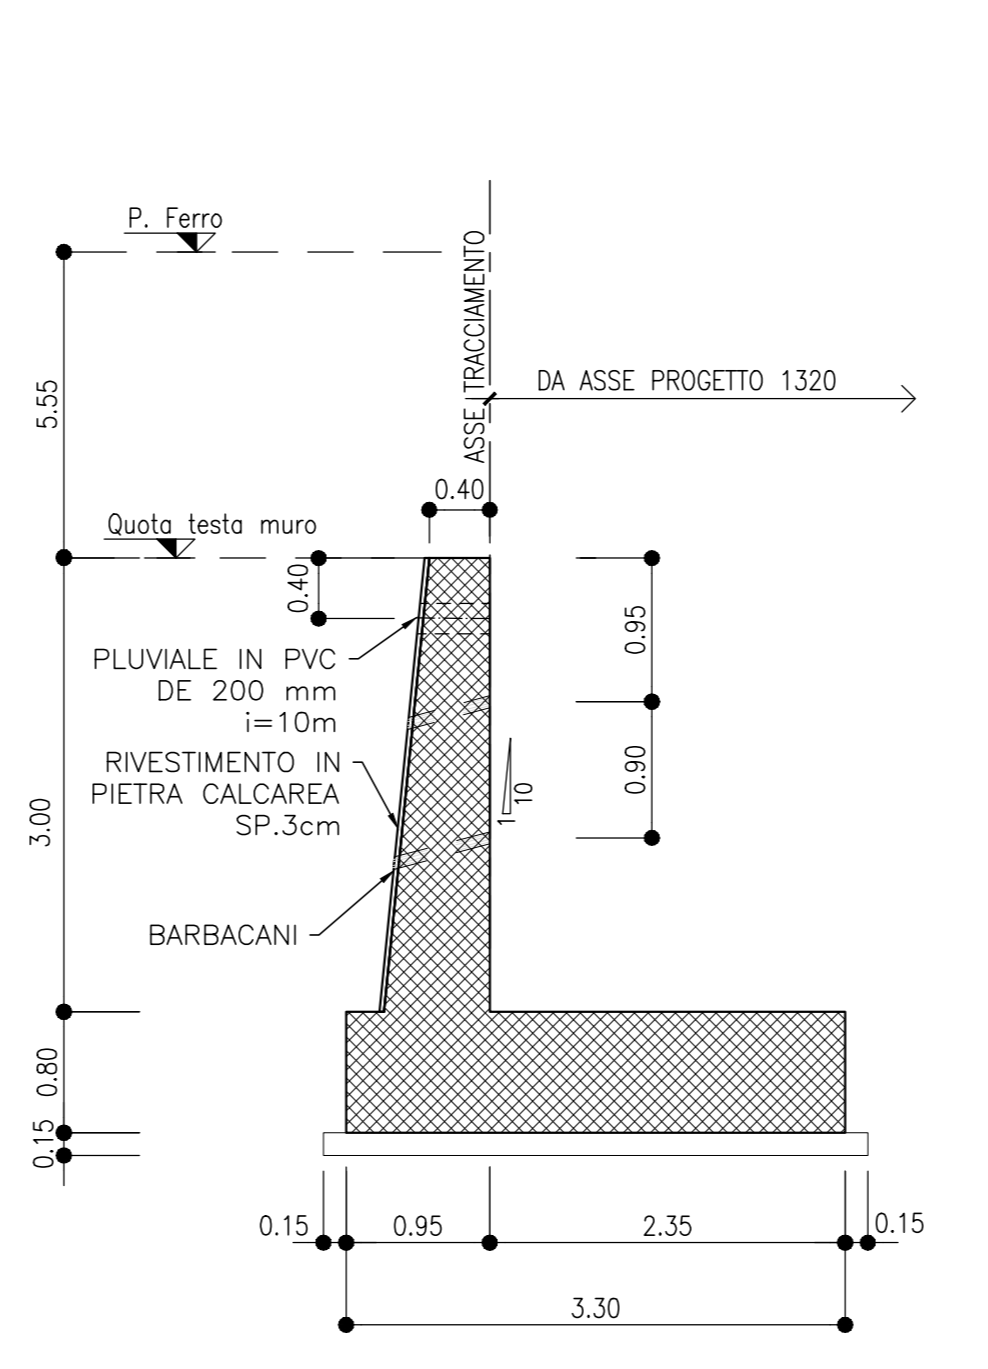 P. Ferro
ASSE TRACCIAMENTO
DA ASSE PROGETTO 1320
5.55
0.40
Quota testa muro
0.40
0.95
PLUVIALE IN PVC
DE 200 mm
i=10m
RIVESTIMENTO IN
PIETRA CALCAREA
SP.3cm
0.90
1
10
3.00
BARBACANI
0.80
0.15
0.15
0.95
2.35
0.15
3.30